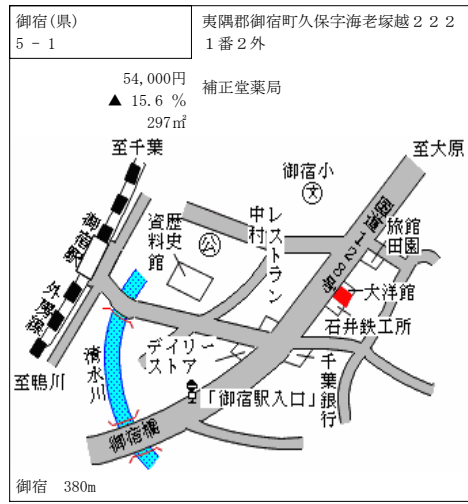 御宿(県)
5 - 1
夷隅郡御宿町久保字海老塚越２２２
１番２外
54,000円
▲ 15.6 %
297㎡
補正堂薬局
至千葉
至大原
御宿小
文
御宿駅
外房線
歴史
資料館
公
レストラン
中村
国道１２８号
旅館
田園
大洋館
石井鉄工所
デイリー
ストア
千葉銀行
清水川
至鴨川
「御宿駅入口」
御宿橋
御宿　380m